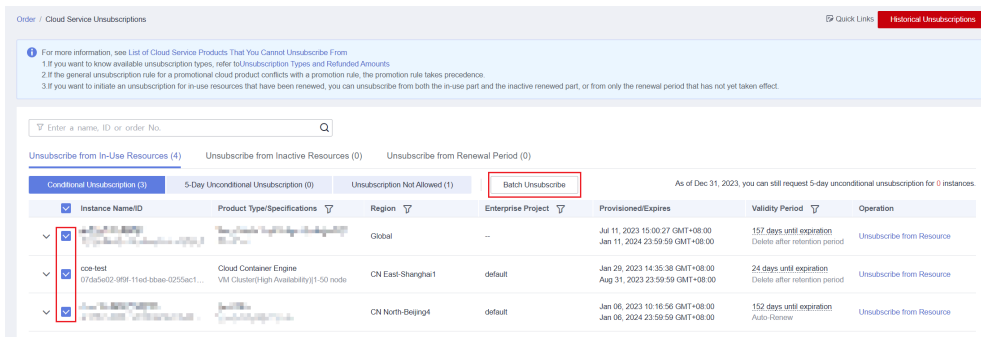 Order / Cloud Service Unsubscriptions
Quick Links
Historical Unsubscriptions
For more information, see List of Cloud Service Products That You Cannot Unsubscribe From
1.If you want to know available unsubscription types, refer toUnsubscription Types and Refunded Amounts
2.If the general unsubscription rule for a promotional cloud product conflicts with a promotion rule, the promotion rule takes precedence.
3.If you want to initiate an unsubscription for in-use resources that have been renewed, you can unsubscribe from both the in-use part and the inactive renewed part, or from only the renewal period that has not yet taken effect.
Enter a name, ID or order No.
Unsubscribe from In-Use Resources (4) Unsubscribe from Inactive Resources (0) Unsubscribe from Renewal Period (0)
Conditional Unsubscription (3) 5-Day Unconditional Unsubscription (0) Unsubscription Not Allowed (1) Batch Unsubscribe As of Dec 31, 2023, you can still request 5-day unconditional unsubscription for 0 instances.
Instance Name/ID Product Type/Specifications Region Enterprise Project Provisioned/Expires Validity Period Operation
Global -- Jul 11, 2023 15:00:27 GMT+08:00 157 days until expiration Unsubscribe from Resource
Jan 11, 2024 23:59:59 GMT+08:00 Delete after retention period
cce-test Cloud Container Engine CN East-Shanghai1 default Jan 29, 2023 14:35:38 GMT+08:00 24 days until expiration Unsubscribe from Resource
07da5e02-9f9f-11ed-bbae-0255ac1... VM Cluster(High Availability)|1-50 node Aug 31, 2023 23:59:59 GMT+08:00 Delete after retention period
CN North-Beijing4 default Jan 06, 2023 10:16:56 GMT+08:00 152 days until expiration Unsubscribe from Resource
Jan 06, 2024 23:59:59 GMT+08:00 Auto-Renew